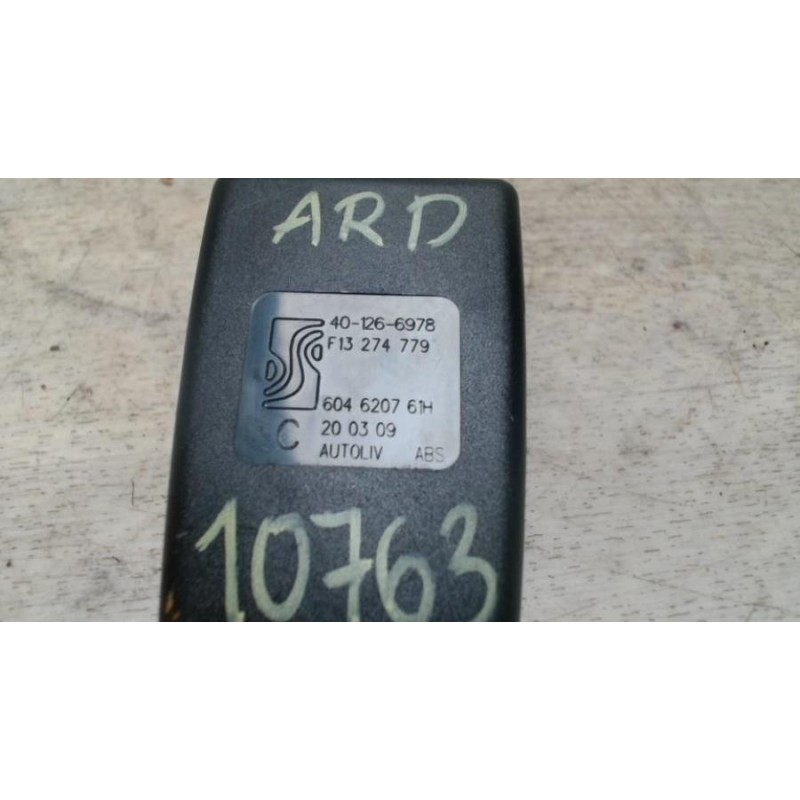 ARD
40-126-6978
F13 274 779
604 6207 61H
C 20 03 09
AUTOLIV ABS
10763